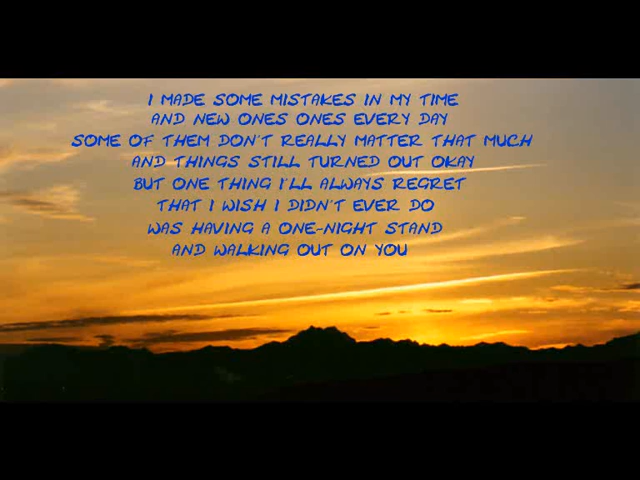 I MADE SOME MISTAKES IN MY TIME
AND NEW ONES ONES EVERY DAY
SOME OF THEM DON'T REALLY MATTER THAT MUCH
AND THINGS STILL TURNED OUT OKAY
BUT ONE THING I'LL ALWAYS REGRET
THAT I WISH I DIDN'T EVER DO
WAS HAVING A ONE-NIGHT STAND
AND WALKING OUT ON YOU